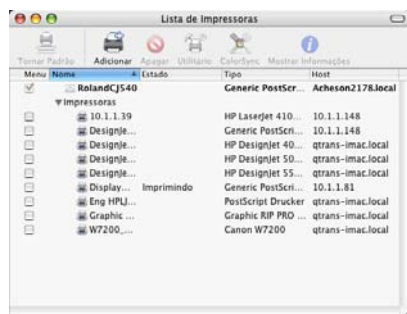 Lista de Impressoras
Tornar Padrão Adicionar Apagar Utilitário ColorSync Mostrar Informações
Menu Nome Estado Tipo Host
RolandCJ540 Generic PostScr... Acheson2178.local
Impressoras
10.1.1.39 HP LaserJet 410... 10.1.1.148
DesignJe... Generic PostScri... 10.1.1.148
DesignJe... HP DesignJet 40... qtrans-imac.local
DesignJe... HP DesignJet 50... qtrans-imac.local
DesignJe... HP DesignJet 55... qtrans-imac.local
Display... Imprimindo Generic PostScri... 10.1.1.81
Eng HPLJ... PostScript Drucker qtrans-imac.local
Graphic ... Graphic RIP PRO ... qtrans-imac.local
W7200_... Canon W7200 qtrans-imac.local